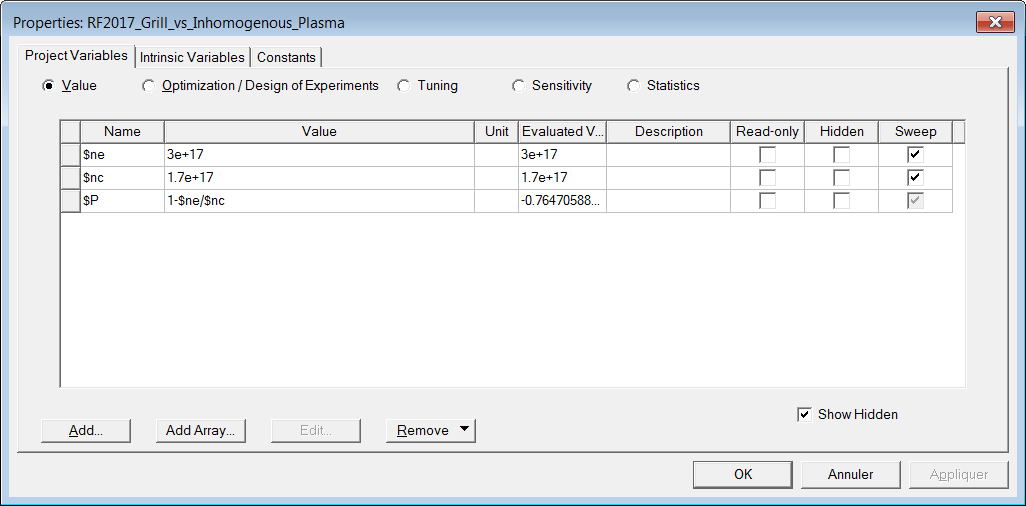 Properties: RF2017_Grill_vs_Inhomogenous_Plasma
Project Variables Intrinsic Variables Constants
Value Optimization / Design of Experiments Tuning Sensitivity Statistics
Name Value Unit Evaluated V... Description Read-only Hidden Sweep
$ne 3e+17 3e+17
$nc 1.7e+17 1.7e+17
$P 1-$ne/$nc -0.76470588...
Show Hidden
Add... Add Array... Edit... Remove
OK Annuler Appliquer